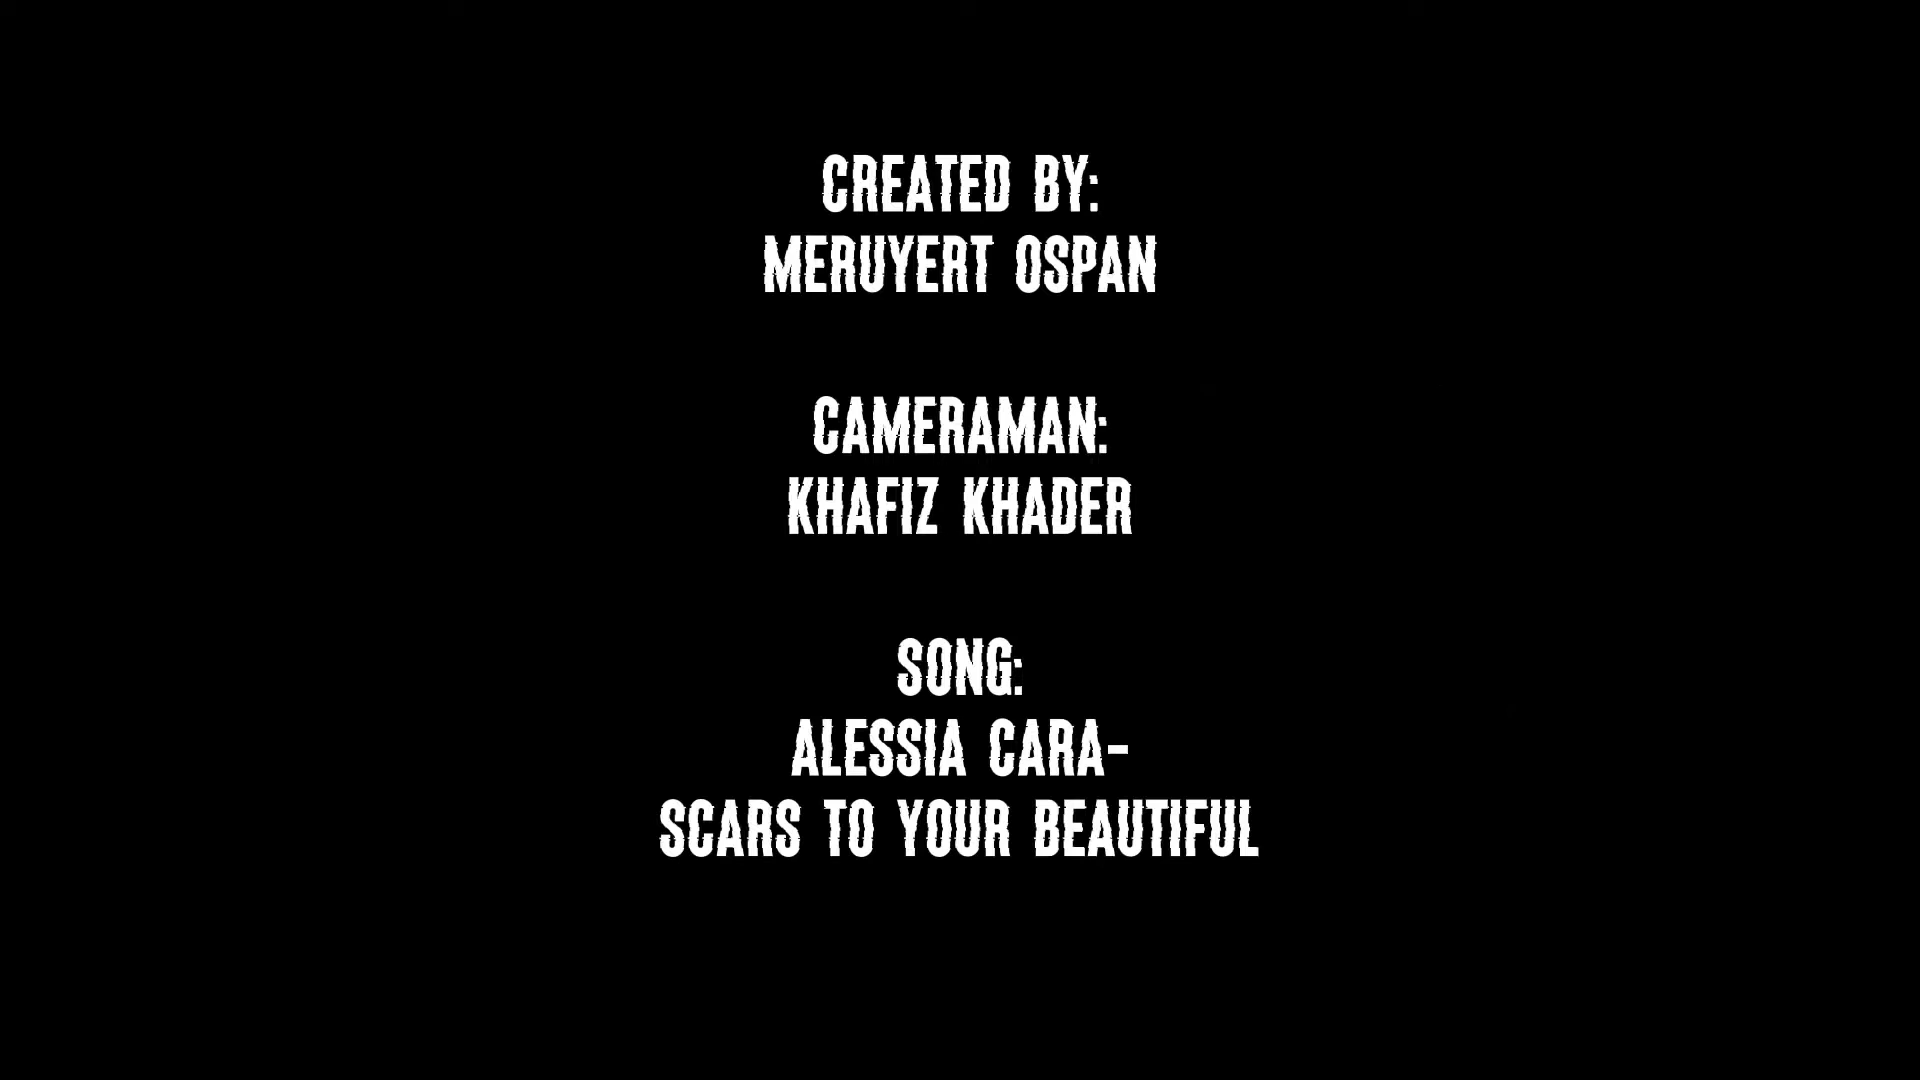 CREATED BY:
MERUYERT OSPAN
CAMERAMAN:
KHAFIZ KHADER
SONG:
ALESSIA CARA-
SCARS TO YOUR BEAUTIFUL